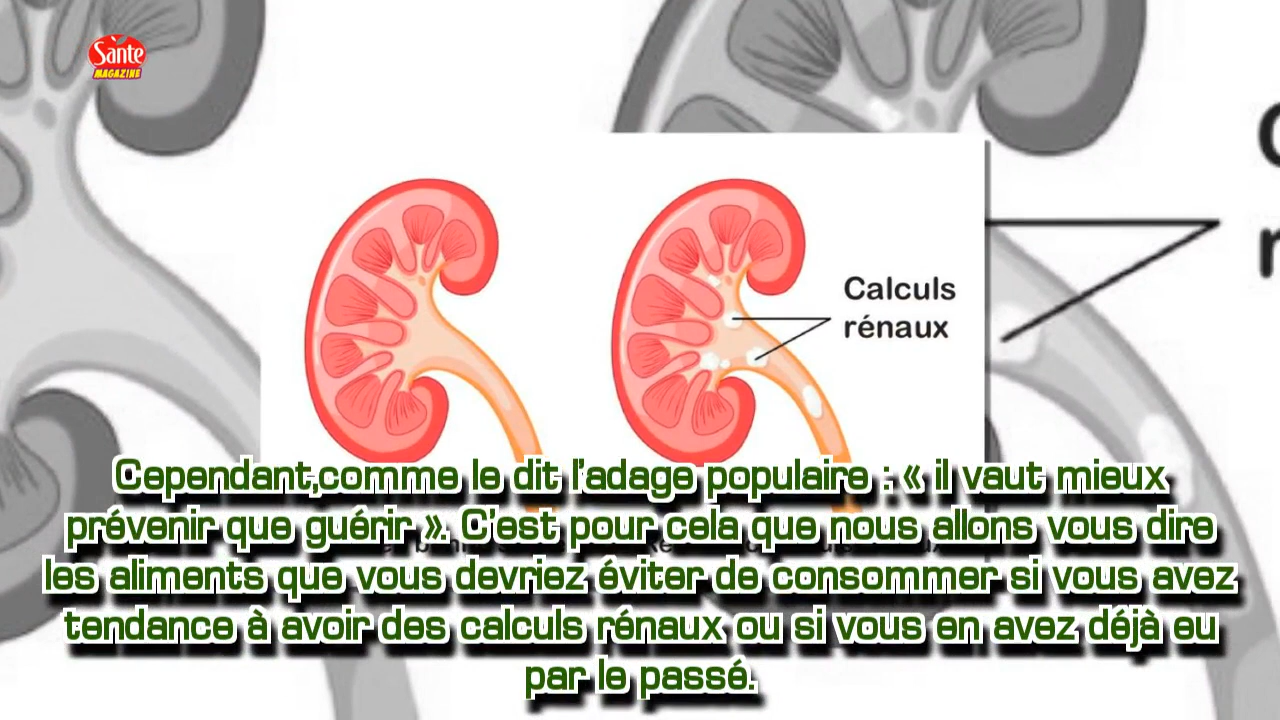 Santé
MAGAZINE
Calculs
rénaux
Cependant,comme le dit l'adage populaire : « il vaut mieux
prévenir que guérir ». C'est pour cela que nous allons vous dire
les aliments que vous devriez éviter de consommer si vous avez
tendance à avoir des calculs rénaux ou si vous en avez déjà eu
par le passé.